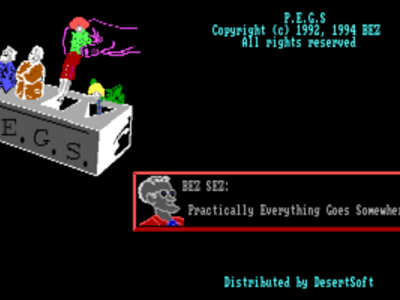 P.E.G.S
Copyright (c) 1992, 1994 BEZ
All rights reserved
E.G.S.
BEZ SEZ:
Practically Everything Goes Somewher
Distributed by DesertSoft